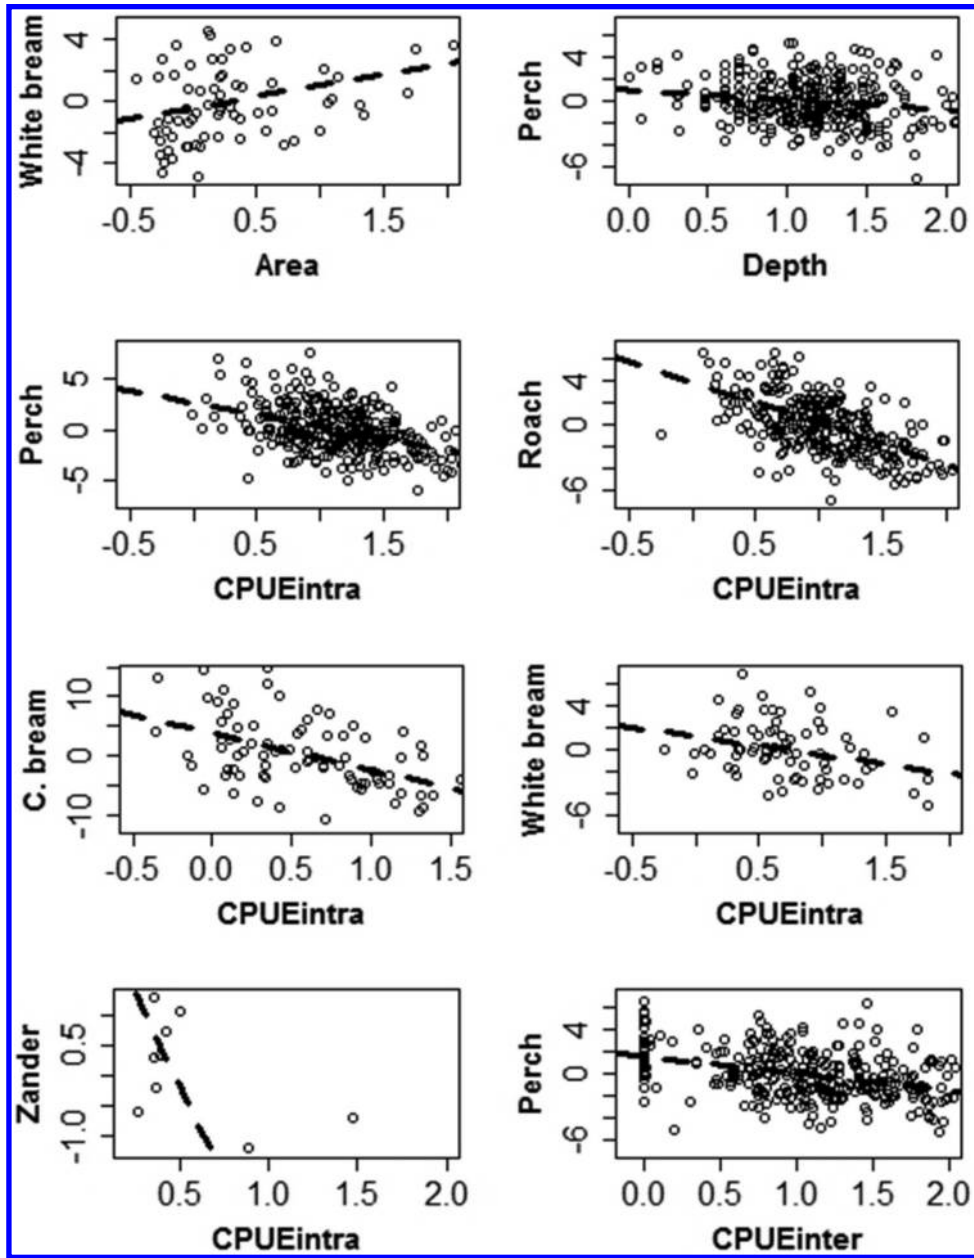 White bream
4
0
-4
-0.5 0.5 1.5
Area
Perch
4
0
-6
0.0 0.5 1.0 1.5 2.0
Depth
Perch
5
0
-5
-0.5 0.5 1.5
CPUEintra
Roach
4
0
-6
-0.5 0.5 1.5
CPUEintra
C. bream
10
0
-10
-0.5 0.0 0.5 1.0 1.5
CPUEintra
White bream
4
0
-6
-0.5 0.5 1.5
CPUEintra
Zander
0.5
-1.0
0.5 1.0 1.5 2.0
CPUEintra
Perch
4
0
-6
0.0 0.5 1.0 1.5 2.0
CPUEinter